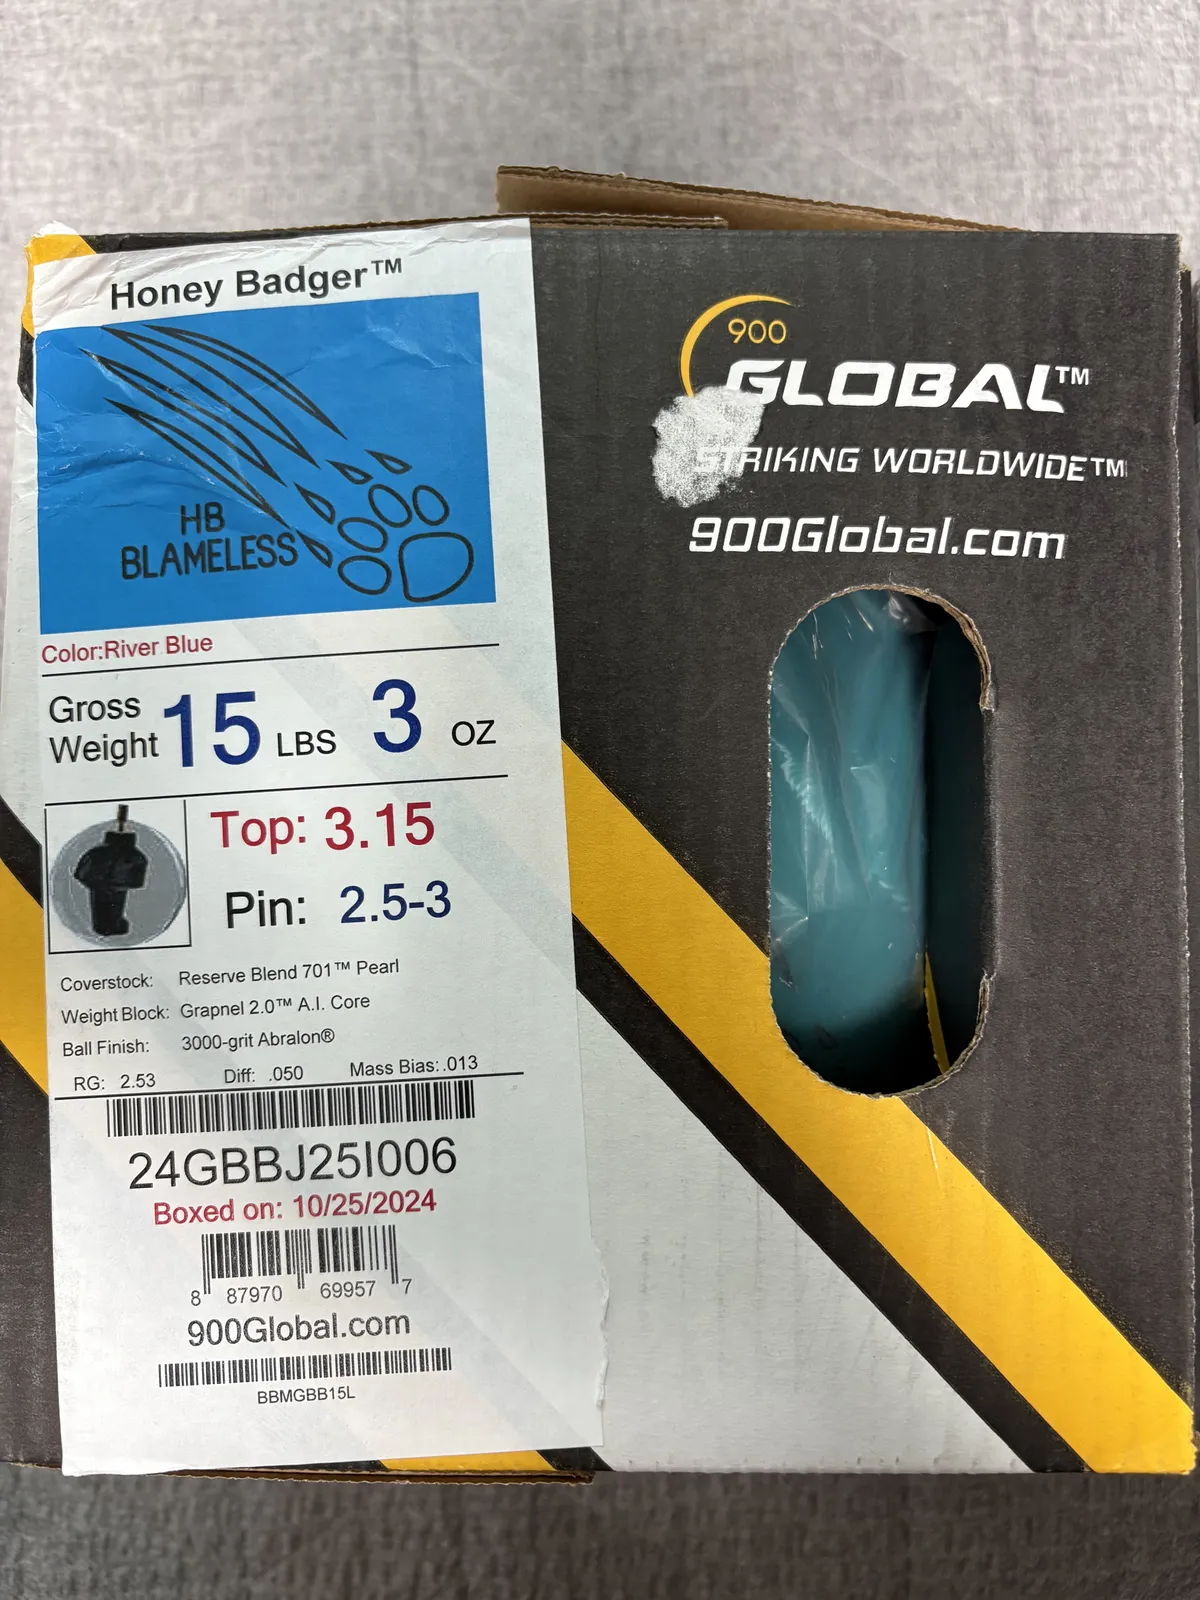 Honey Badger™
HB
BLAMELESS
Color:River Blue
Gross Weight 15 LBS 3 OZ
Top: 3.15
Pin: 2.5-3
Coverstock: Reserve Blend 701™ Pearl
Weight Block: Grapnel 2.0™ A.I. Core
Ball Finish: 3000-grit Abralon®
RG: 2.53 Diff: .050 Mass Bias:.013
24GBBJ25I006
Boxed on: 10/25/2024
8 87970 69957 7
900Global.com
BBMGBB15L
900
GLOBAL™
STRIKING WORLDWIDE™
900Global.com